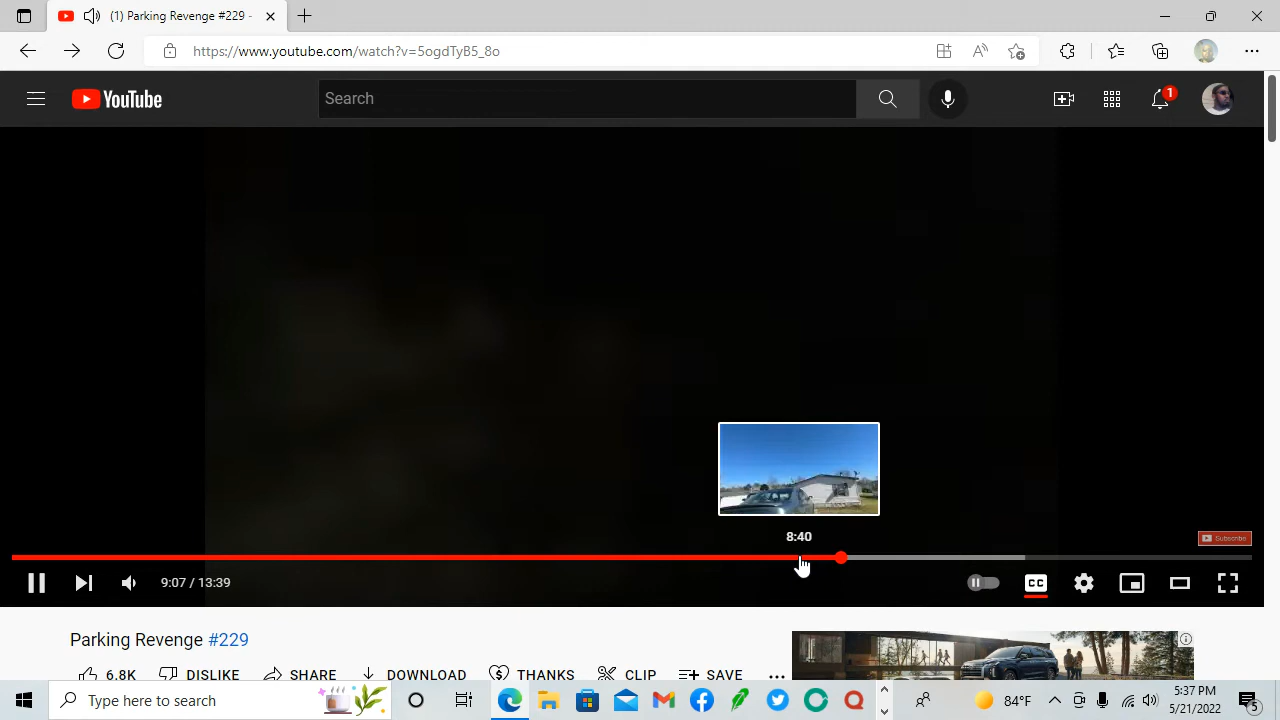 (1) Parking Revenge #229 -
https://www.youtube.com/watch?v=5ogdTyB5_8o
YouTube
Search
1
8:40
Subscribe
9:07 / 13:39
CC
Parking Revenge #229
6.8K DISLIKE SHARE DOWNLOAD THANKS CLIP SAVE
Type here to search
84°F
5:37 PM
5/21/2022
5